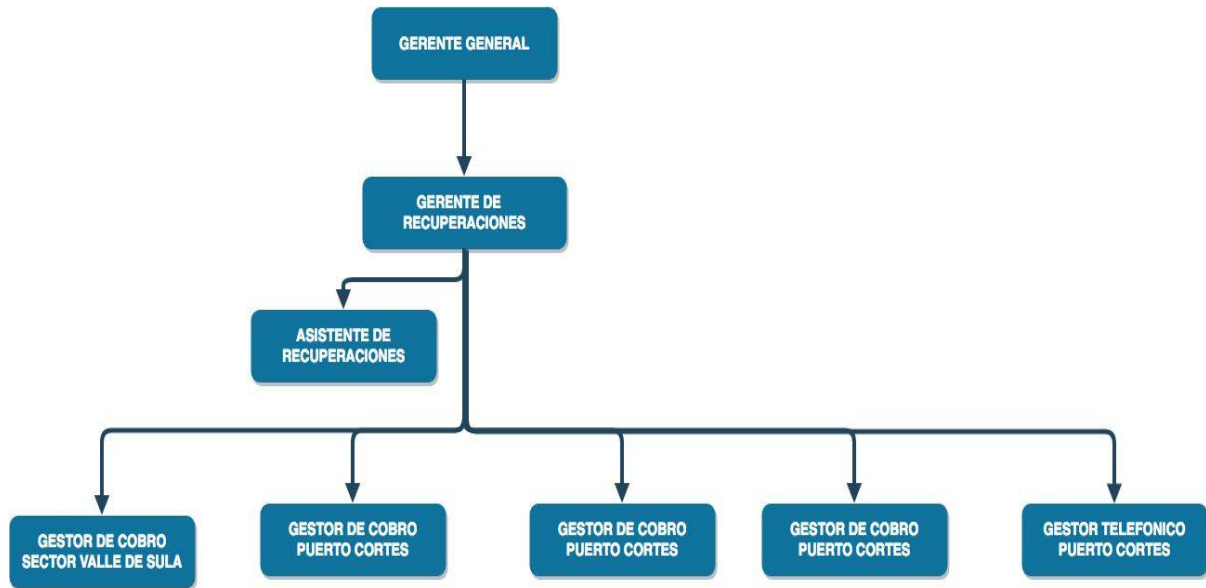 GERENTE GENERAL
GERENTE DE
RECUPERACIONES
ASISTENTE DE
RECUPERACIONES
GESTOR DE COBRO
SECTOR VALLE DE SULA
GESTOR DE COBRO
PUERTO CORTES
GESTOR DE COBRO
PUERTO CORTES
GESTOR DE COBRO
PUERTO CORTES
GESTOR TELEFONICO
PUERTO CORTES